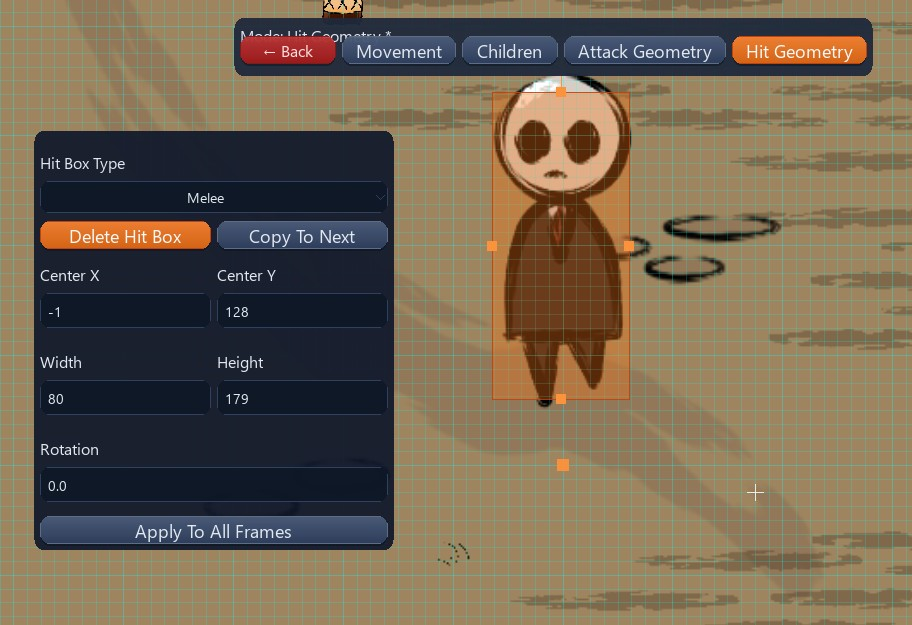 Mode: Hit Geometry *
← Back
Movement
Children
Attack Geometry
Hit Geometry
Hit Box Type
Melee
Delete Hit Box
Copy To Next
Center X
Center Y
-1
128
Width
Height
80
179
Rotation
0.0
Apply To All Frames